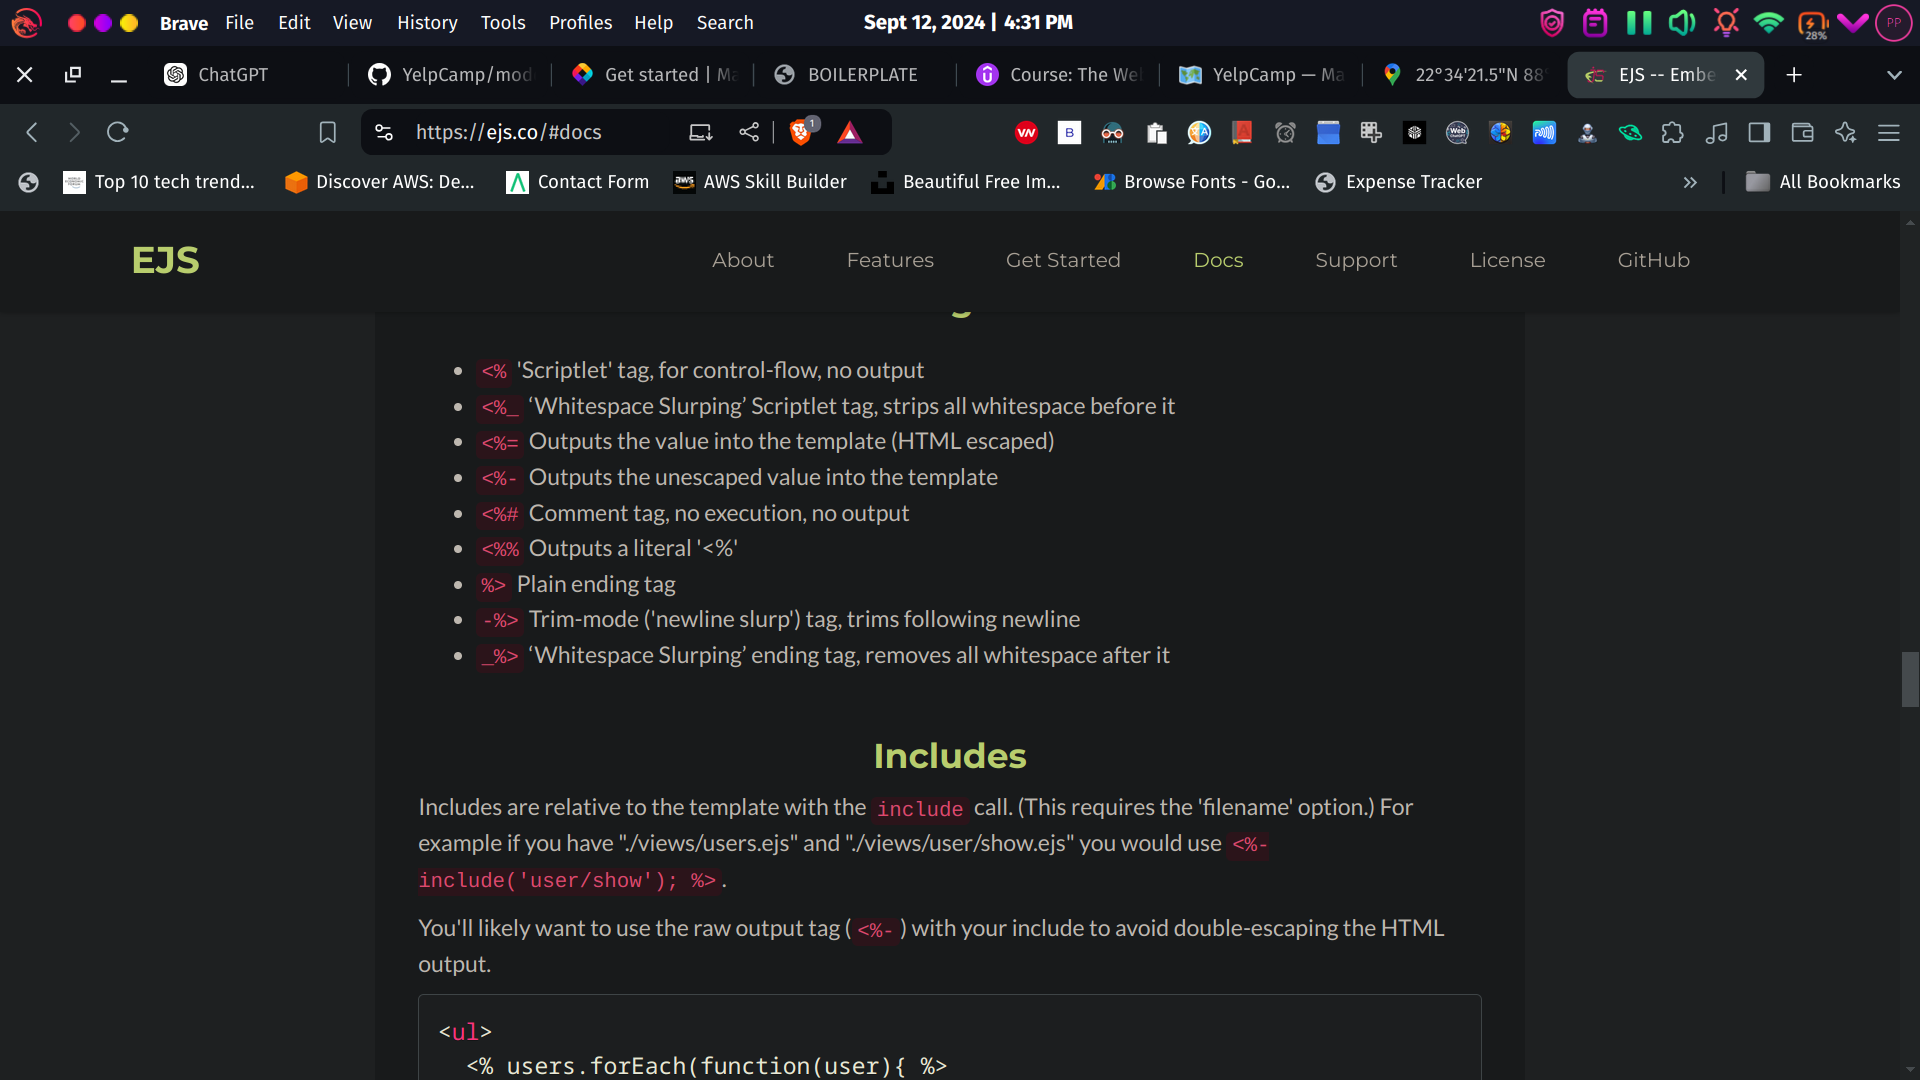 Brave File Edit View History Tools Profiles Help Search Sept 12, 2024 | 4:31 PM 28% PP
ChatGPT YelpCamp/mod Get started | Ma BOILERPLATE Course: The We YelpCamp — Ma 22°34'21.5"N 88° EJS -- Embe
https://ejs.co/#docs 1
Top 10 tech trend... Discover AWS: De... Contact Form AWS Skill Builder Beautiful Free Im... Browse Fonts - Go... Expense Tracker All Bookmarks
EJS About Features Get Started Docs Support License GitHub
<% 'Scriptlet' tag, for control-flow, no output
<%_ ‘Whitespace Slurping’ Scriptlet tag, strips all whitespace before it
<%= Outputs the value into the template (HTML escaped)
<%- Outputs the unescaped value into the template
<%# Comment tag, no execution, no output
<%% Outputs a literal '<%'
%> Plain ending tag
-%> Trim-mode ('newline slurp') tag, trims following newline
_%> ‘Whitespace Slurping’ ending tag, removes all whitespace after it
Includes
Includes are relative to the template with the include call. (This requires the 'filename' option.) For
example if you have "./views/users.ejs" and "./views/user/show.ejs" you would use <%-
include('user/show'); %>.
You'll likely want to use the raw output tag (<%-) with your include to avoid double-escaping the HTML
output.
<ul>
<% users.forEach(function(user){ %>